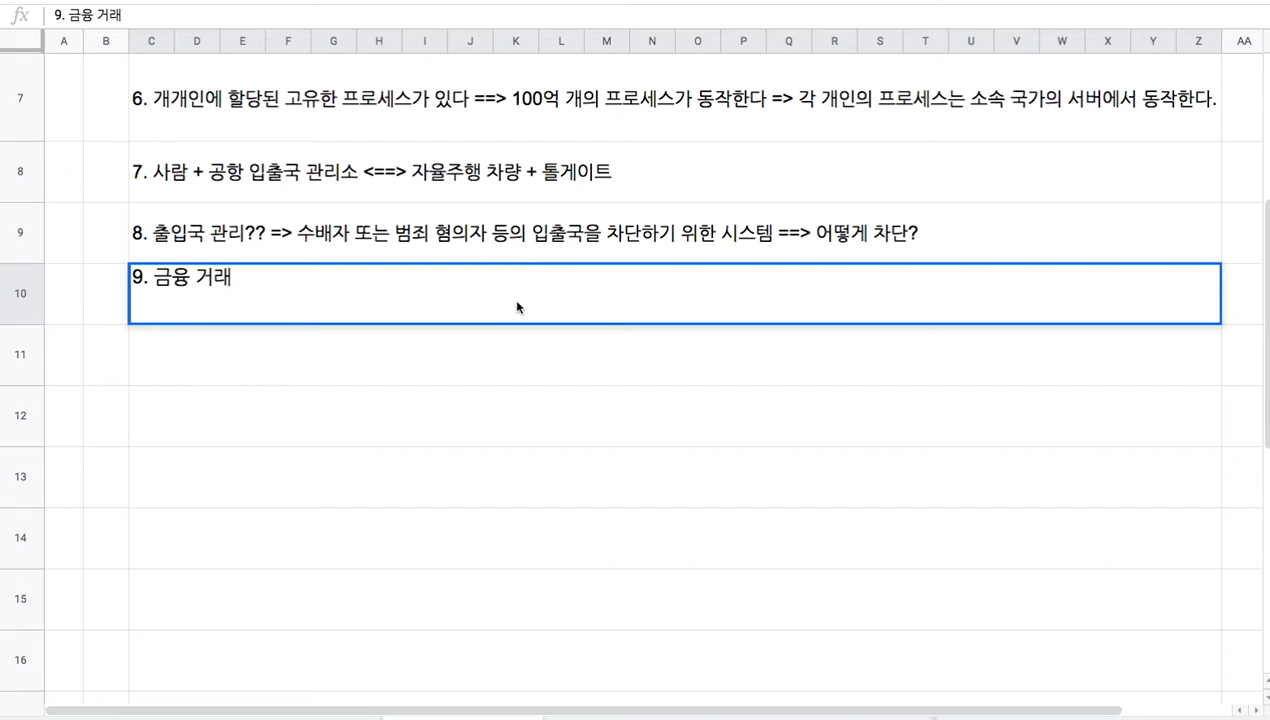 fx 9. 금융 거래
A B C D E F G H I J K L M N O P Q R S T U V W X Y Z AA
7 6. 개개인에 할당된 고유한 프로세스가 있다 ==> 100억 개의 프로세스가 동작한다 => 각 개인의 프로세스는 소속 국가의 서버에서 동작한다.
8 7. 사람 + 공항 입출국 관리소 <==> 자율주행 차량 + 톨게이트
9 8. 출입국 관리?? => 수배자 또는 범죄 혐의자 등의 입출국을 차단하기 위한 시스템 ==> 어떻게 차단?
10 9. 금융 거래
11
12
13
14
15
16